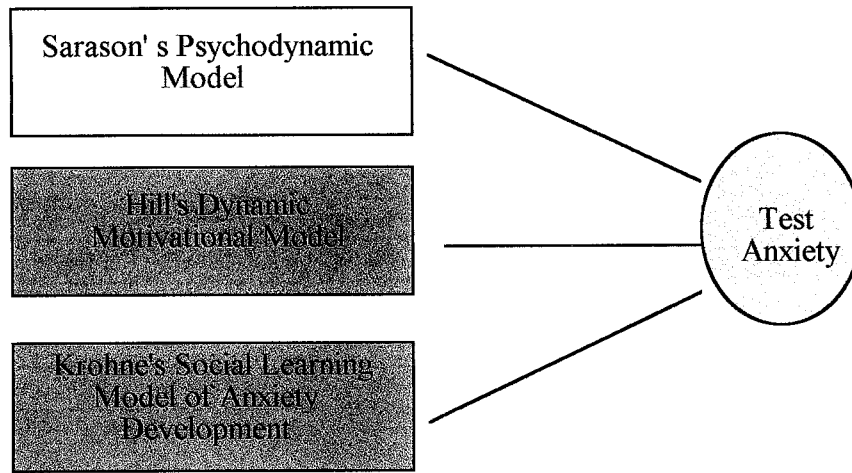 Sarason' s Psychodynamic
Model
Hill's Dynamic
Motivational Model
Krohne's Social Learning
Model of Anxiety
Development
Test
Anxiety